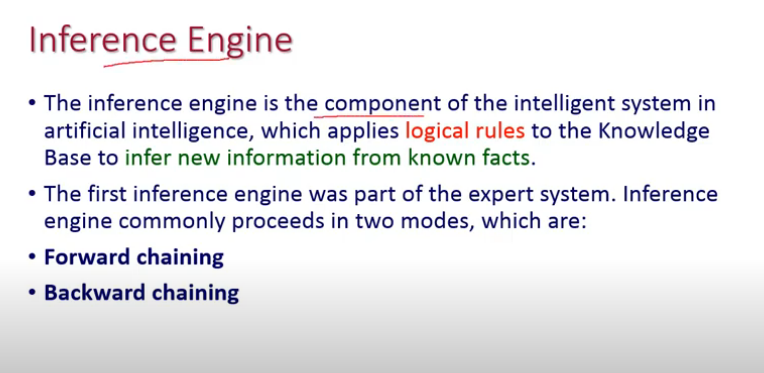 Inference Engine
• The inference engine is the component of the intelligent system in
artificial intelligence, which applies logical rules to the Knowledge
Base to infer new information from known facts.
• The first inference engine was part of the expert system. Inference
engine commonly proceeds in two modes, which are:
• Forward chaining
• Backward chaining